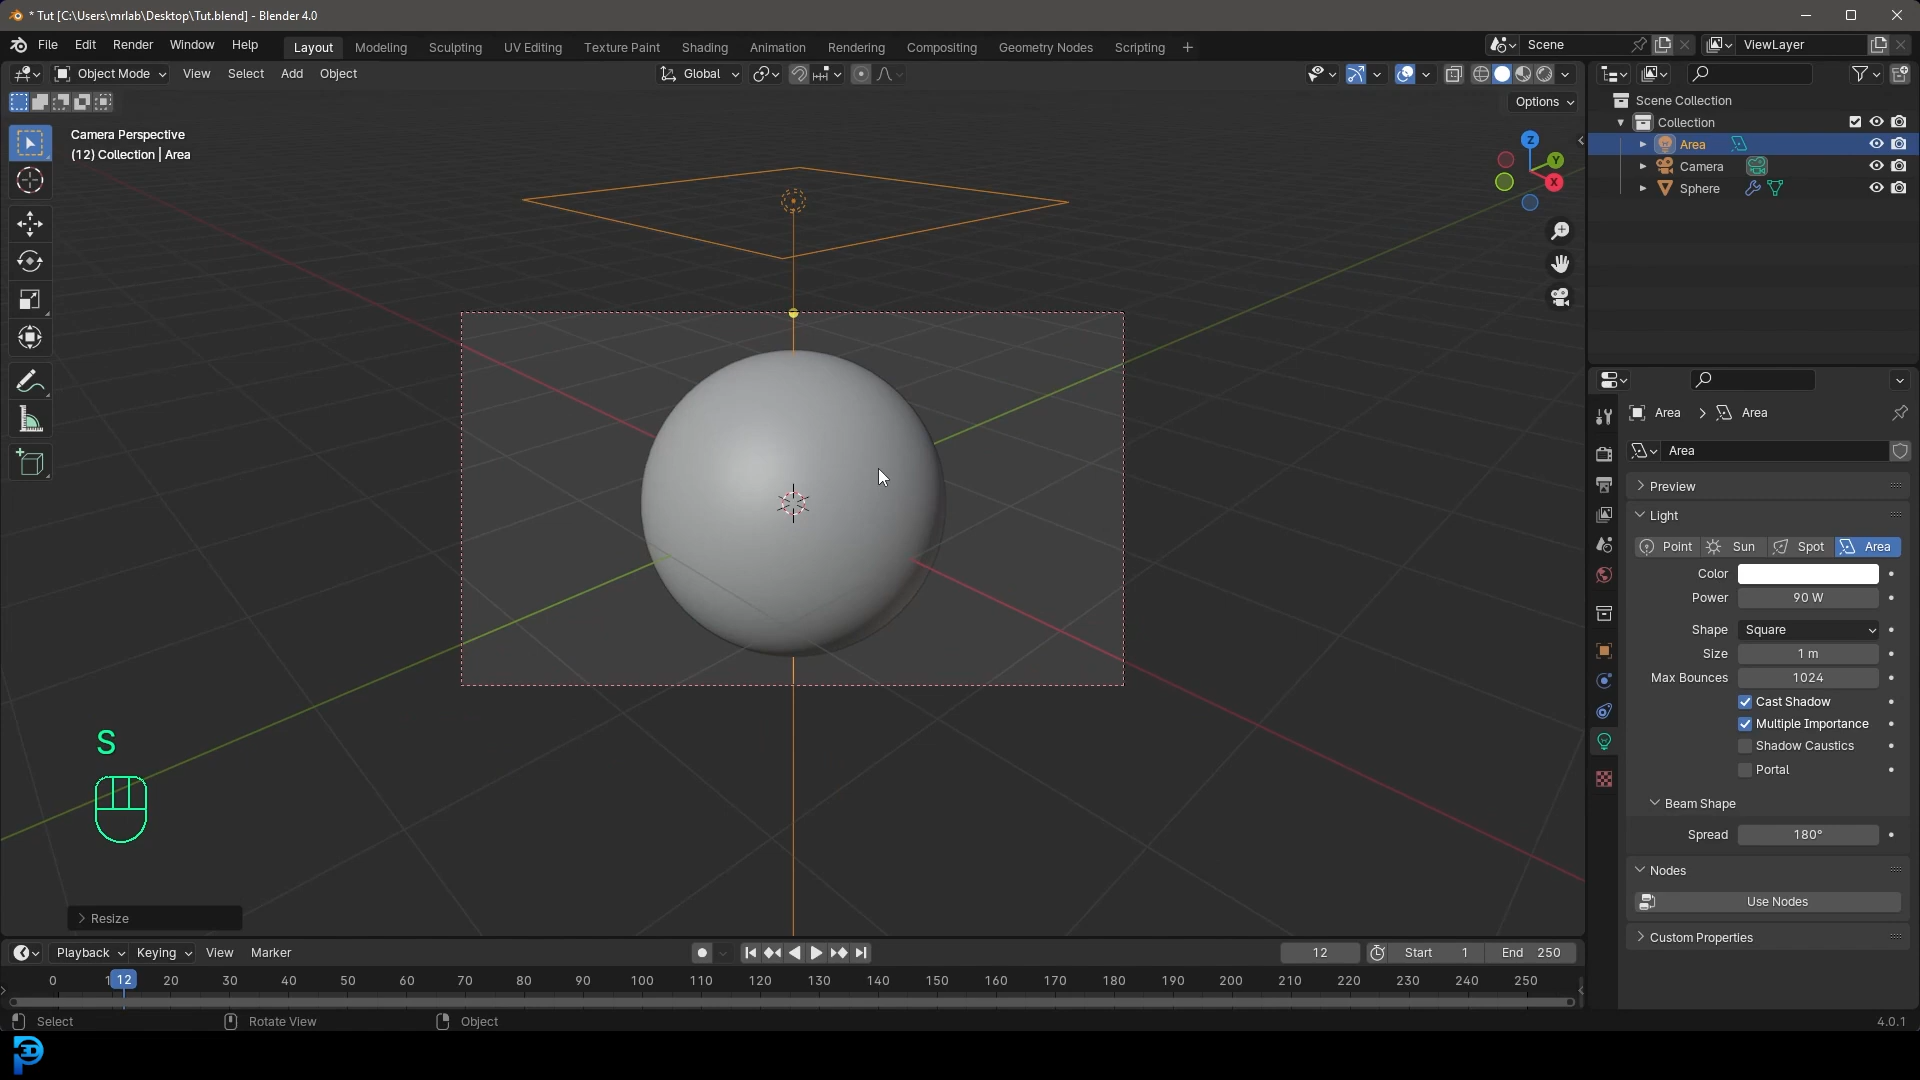 * Tut [C:\Users\mrlab\Desktop\Tut.blend] - Blender 4.0
File Edit Render Window Help Layout Modeling Sculpting UV Editing Texture Paint Shading Animation Rendering Compositing Geometry Nodes Scripting + Scene ViewLayer
Object Mode View Select Add Object Global
Options
Scene Collection
Collection
Area
Camera
Sphere
Camera Perspective
(12) Collection | Area
Z
Y
X
Area > Area
Area
Preview
Light
Point Sun Spot Area
Color
Power 90 W
Shape Square
Size 1 m
Max Bounces 1024
Cast Shadow
Multiple Importance
Shadow Caustics
Portal
Beam Shape
Spread 180°
Nodes
Use Nodes
Custom Properties
S
Resize
Playback Keying View Marker 12 Start 1 End 250
0 1 12 20 30 40 50 60 70 80 90 100 110 120 130 140 150 160 170 180 190 200 210 220 230 240 250
Select Rotate View Object 4.0.1
P3D